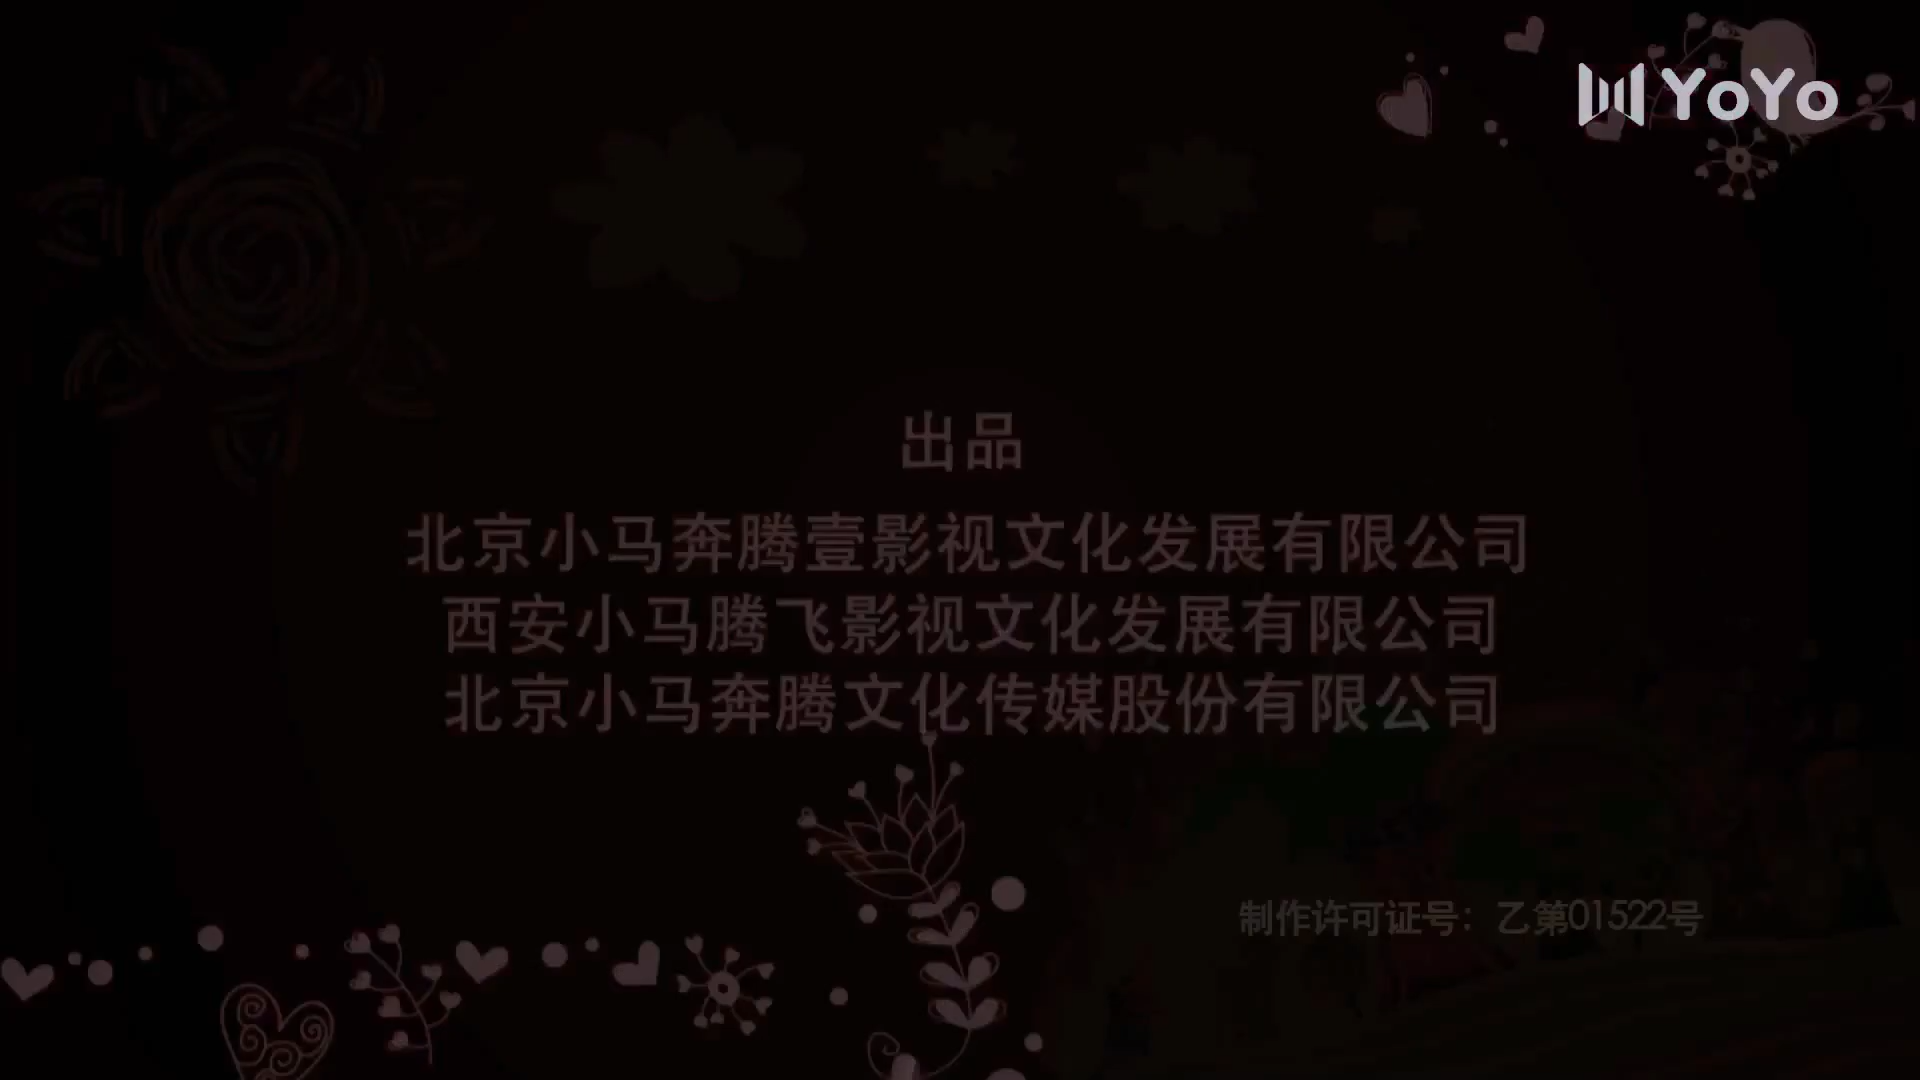 YoYo
出品
北京小马奔腾壹影视文化发展有限公司
西安小马腾飞影视文化发展有限公司
北京小马奔腾文化传媒股份有限公司
制作许可证号：乙第01522号